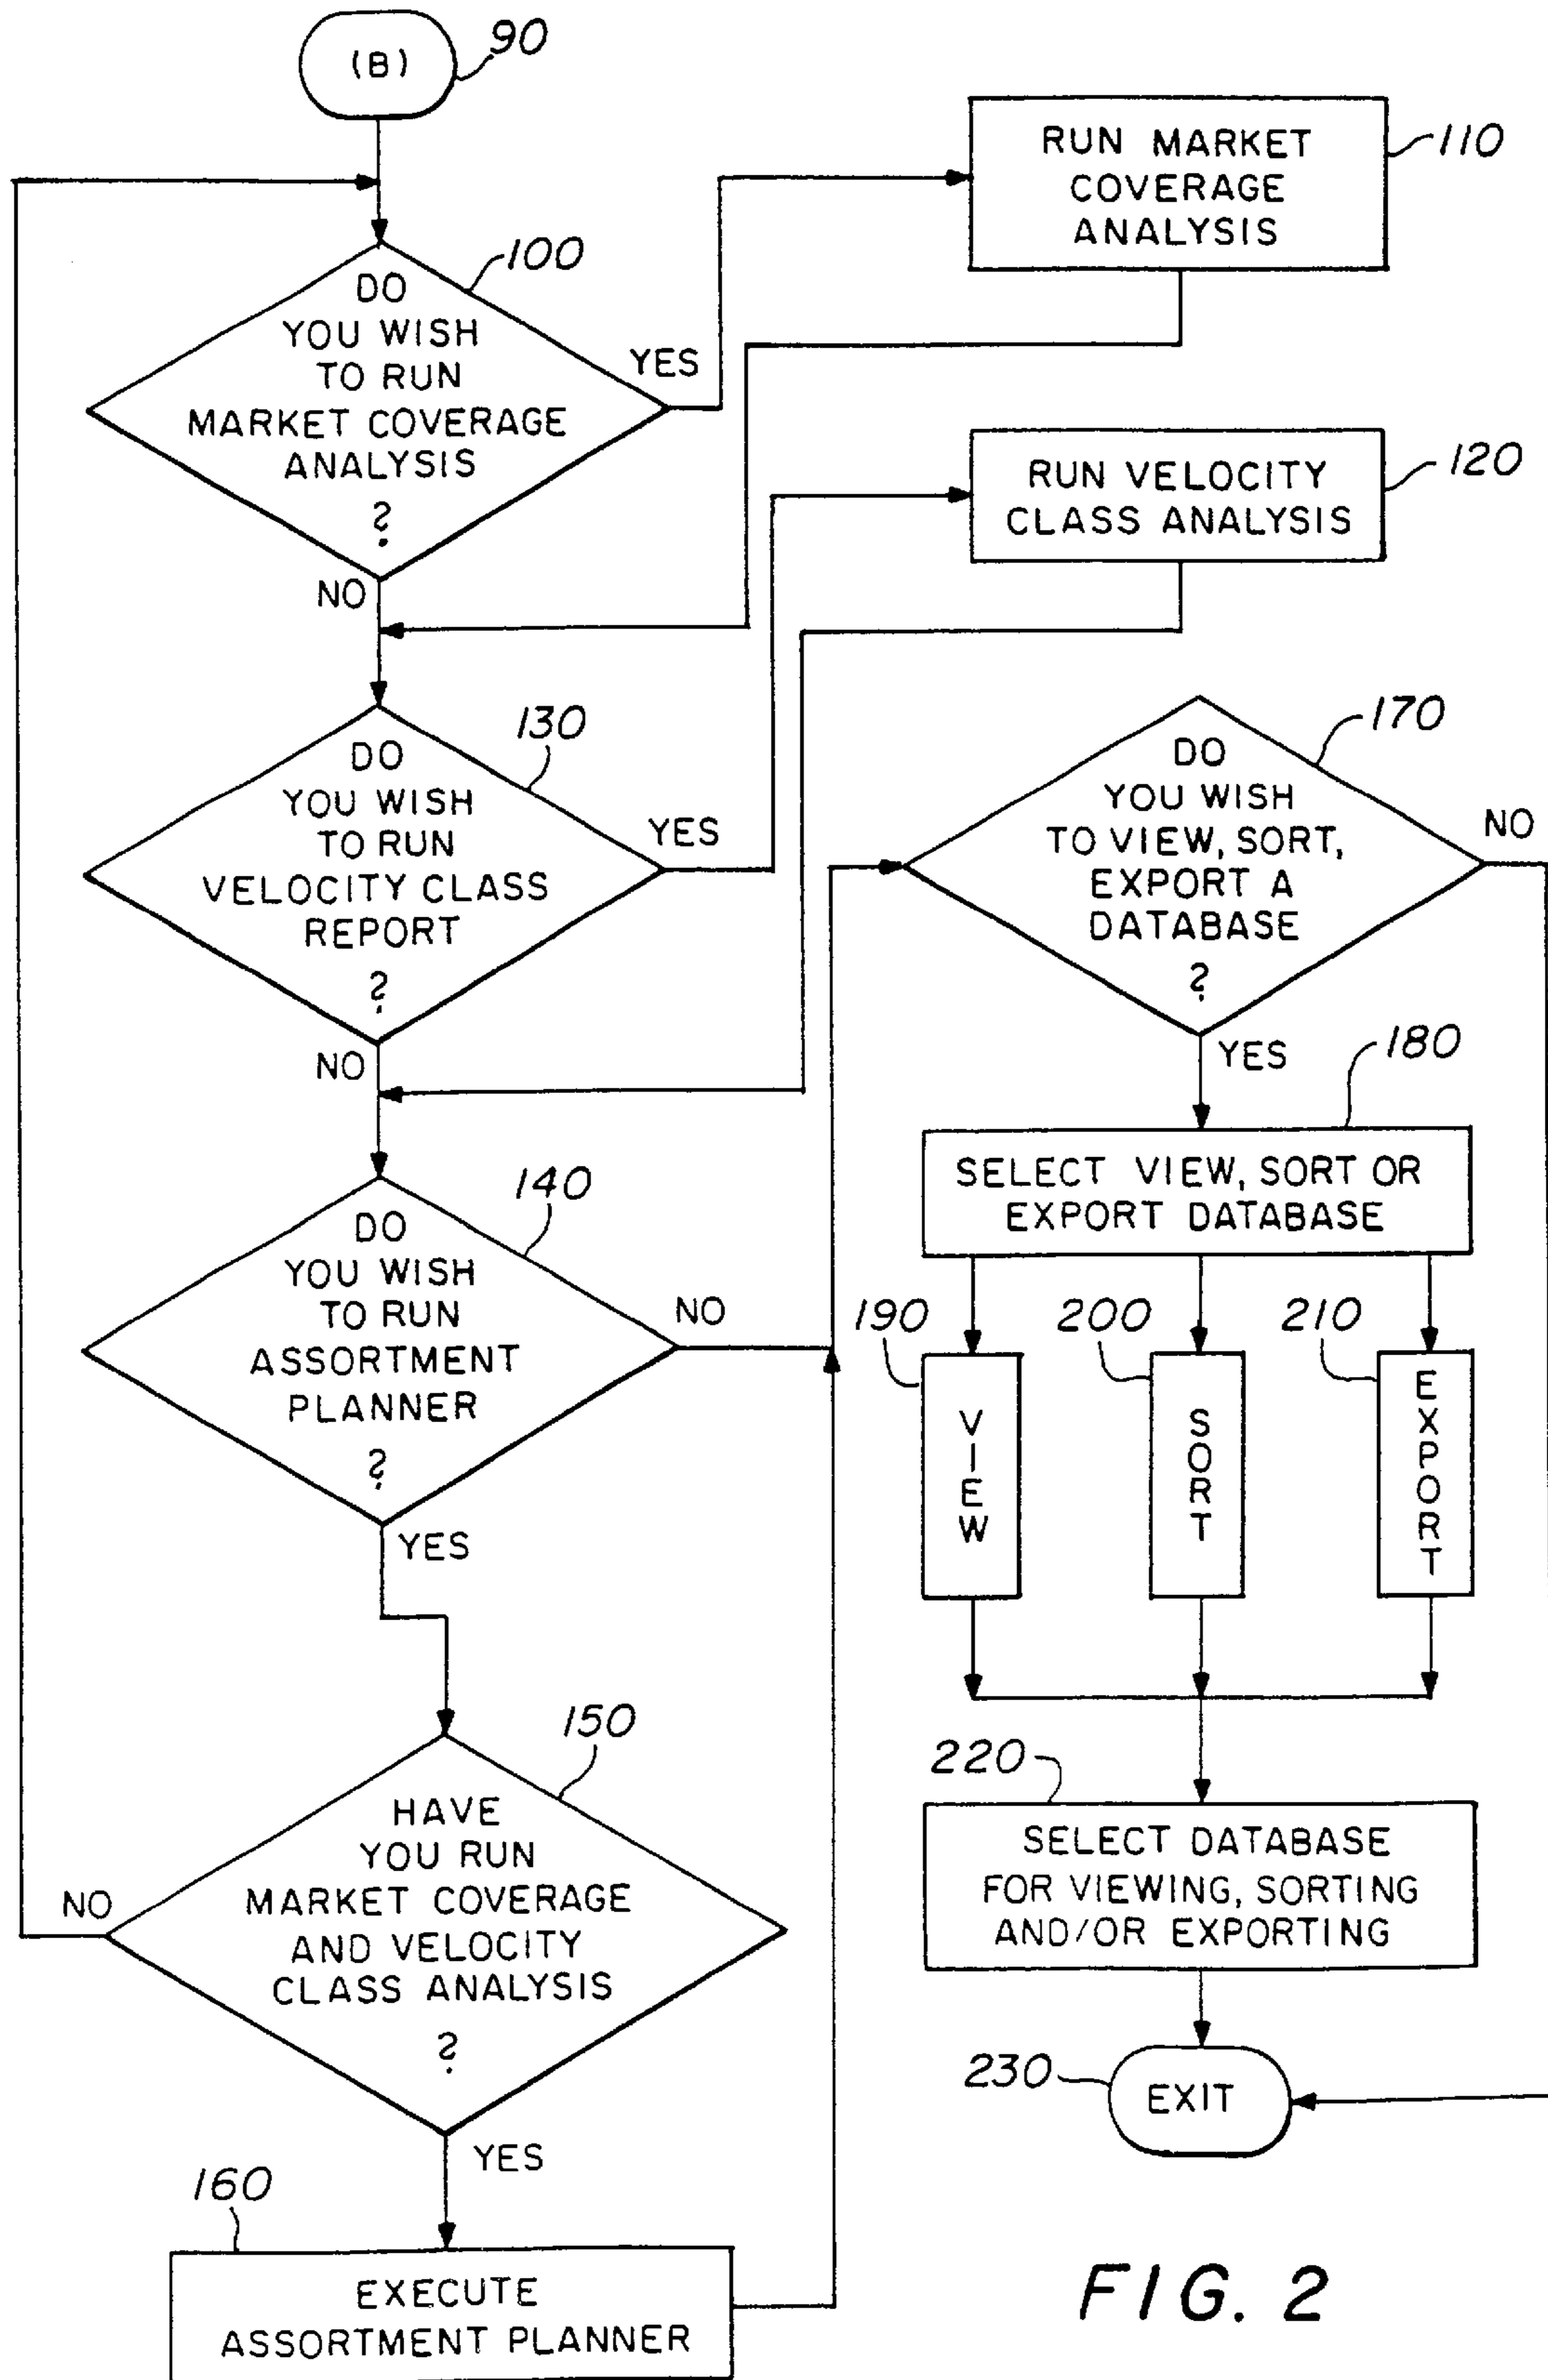 (B)
90
DO
YOU WISH
TO RUN
MARKET COVERAGE
ANALYSIS
?
100
YES
NO
RUN MARKET
COVERAGE
ANALYSIS
110
RUN VELOCITY
CLASS ANALYSIS
120
DO
YOU WISH
TO RUN
VELOCITY CLASS
REPORT
?
130
YES
NO
DO
YOU WISH
TO RUN
ASSORTMENT
PLANNER
?
140
NO
YES
HAVE
YOU RUN
MARKET COVERAGE
AND VELOCITY
CLASS ANALYSIS
?
150
NO
YES
160
EXECUTE
ASSORTMENT PLANNER
DO
YOU WISH
TO VIEW, SORT,
EXPORT A
DATABASE
?
170
NO
YES
180
SELECT VIEW, SORT OR
EXPORT DATABASE
190
VIEW
200
SORT
210
EXPORT
220
SELECT DATABASE
FOR VIEWING, SORTING
AND/OR EXPORTING
230
EXIT
FIG. 2